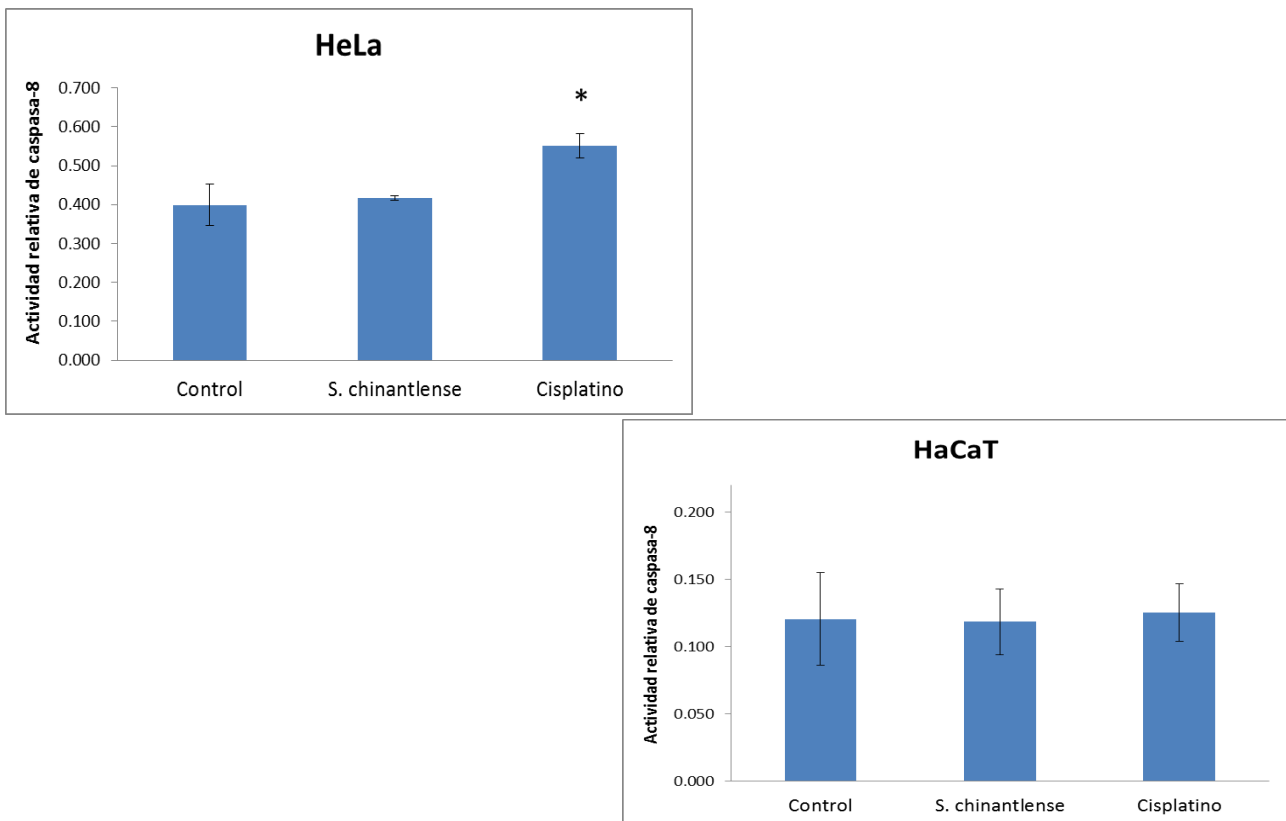 HeLa
Actividad relativa de caspasa-8
0.700
0.600
0.500
0.400
0.300
0.200
0.100
0.000
*
Control S. chinantlense Cisplatino
HaCaT
Actividad relativa de caspasa-8
0.200
0.150
0.100
0.050
0.000
Control S. chinantlense Cisplatino